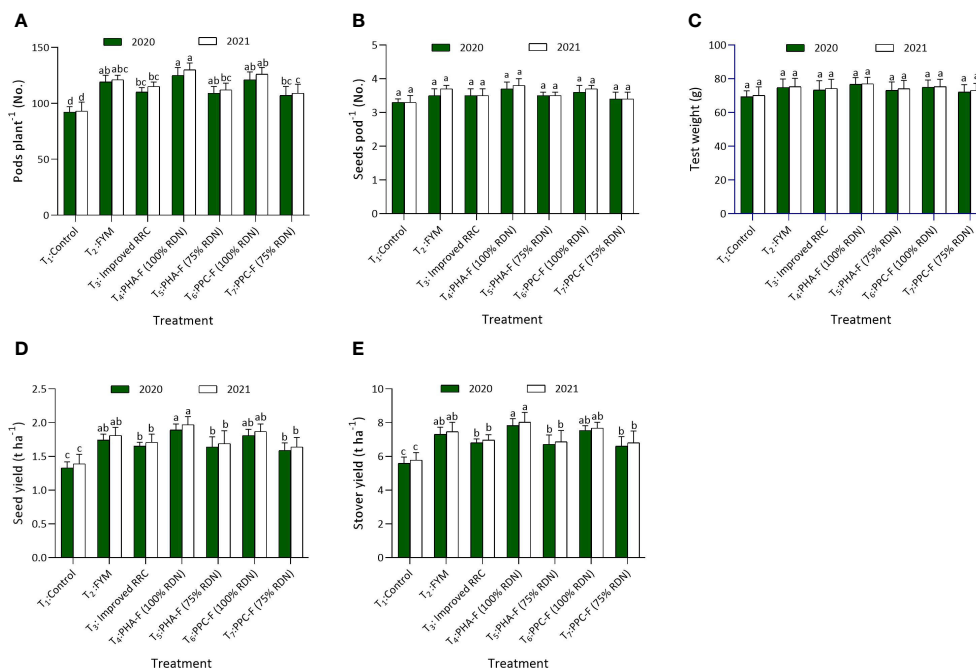 A
2020 2021
Pods plant⁻¹ (No.)
150
100
50
0
d d ab abc bc bc a a ab bc ab ab bc c
T₁:Control
T₂:FYM
T₃: Improved RRC
T₄:PHA-F (100% RDN)
T₅:PHA-F (75% RDN)
T₆:PPC-F (100% RDN)
T₇:PPC-F (75% RDN)
Treatment
B
2020 2021
Seeds pod⁻¹ (No.)
5
4
3
2
1
0
a a a a a a a a a a a a a a
T₁:Control
T₂:FYM
T₃: Improved RRC
T₄:PHA-F (100% RDN)
T₅:PHA-F (75% RDN)
T₆:PPC-F (100% RDN)
T₇:PPC-F (75% RDN)
Treatment
C
2020 2021
Test weight (g)
100
80
60
40
20
0
a a a a a a a a a a a a a a
T₁:Control
T₂:FYM
T₃: Improved RRC
T₄:PHA-F (100% RDN)
T₅:PHA-F (75% RDN)
T₆:PPC-F (100% RDN)
T₇:PPC-F (75% RDN)
Treatment
D
2020 2021
Seed yield (t ha⁻¹)
2.5
2.0
1.5
1.0
0.5
0.0
c c ab ab b b a a b b ab ab b b
T₁:Control
T₂:FYM
T₃: Improved RRC
T₄:PHA-F (100% RDN)
T₅:PHA-F (75% RDN)
T₆:PPC-F (100% RDN)
T₇:PPC-F (75% RDN)
Treatment
E
2020 2021
Stover yield (t ha⁻¹)
10
8
6
4
2
0
c c ab ab b b a a b b ab ab b b
T₁:Control
T₂:FYM
T₃: Improved RRC
T₄:PHA-F (100% RDN)
T₅:PHA-F (75% RDN)
T₆:PPC-F (100% RDN)
T₇:PPC-F (75% RDN)
Treatment